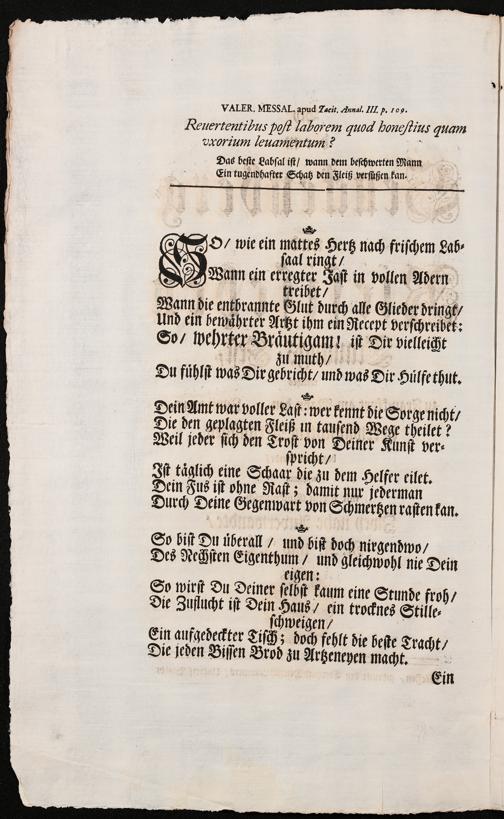 VALER. MESSAL. apud Tacit. Annal. III. p. 109.
Reuertentibus poſt laborem quod honeſtius quam
vxorium leuamentum?
Das beſte Labſal iſt/ wann dem beſchwerten Mann
Ein tugendhafter Schatz den Fleiß verſüßen kan.
SO/ wie ein mattes Hertz nach friſchem Lab-
ſaal ringt/
Wann ein erregter Jaſt in vollen Adern
treibet/
Wann die entbrannte Glut durch alle Glieder dringt/
Und ein bewährter Artzt ihm ein Recept verſchreibet:
So/ wehrter Bräutigam! iſt Dir vielleicht
zu muth/
Du fühlſt was Dir gebricht/ und was Dir Hülfe thut.
Dein Amt war voller Laſt: wer kennt die Sorge nicht/
Die den geplagten Fleiß in tauſend Wege theilet?
Weil jeder ſich den Troſt von Deiner Kunſt ver-
ſpricht/
Iſt täglich eine Schaar die zu dem Helfer eilet.
Dein Fus iſt ohne Raſt; damit nur jederman
Durch Deine Gegenwart von Schmertzen raſten kan.
So biſt Du überall/ und biſt doch nirgendwo/
Des Nechſten Eigenthum/ und gleichwohl nie Dein
eigen:
So wirſt Du Deiner ſelbſt kaum eine Stunde froh/
Die Zuflucht iſt Dein Haus/ ein trocknes Stille-
ſchweigen/
Ein aufgedeckter Tiſch; doch fehlt die beſte Tracht/
Die jeden Biſſen Brod zu Artzeneyen macht.
Ein